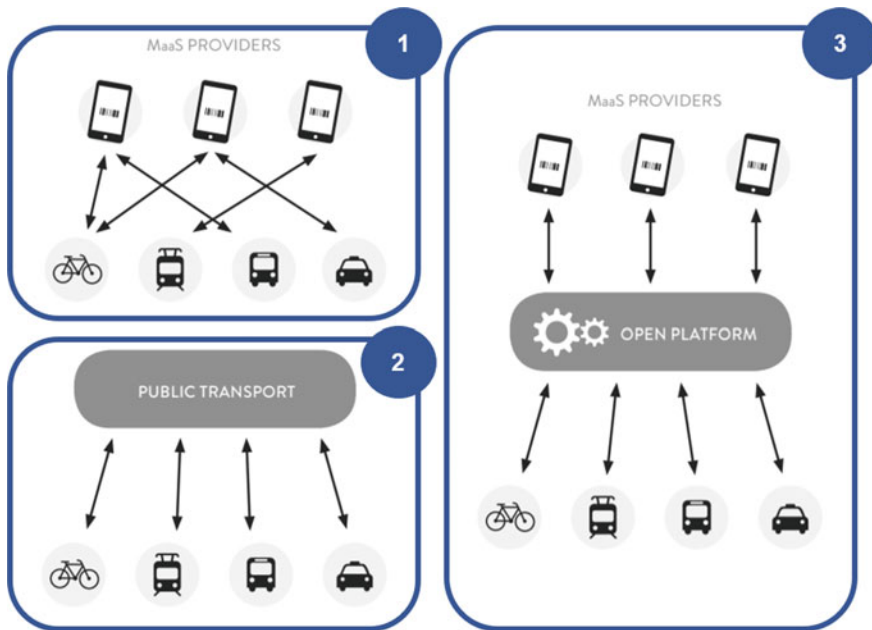 MaaS PROVIDERS
1
PUBLIC TRANSPORT
2
3
MaaS PROVIDERS
OPEN PLATFORM